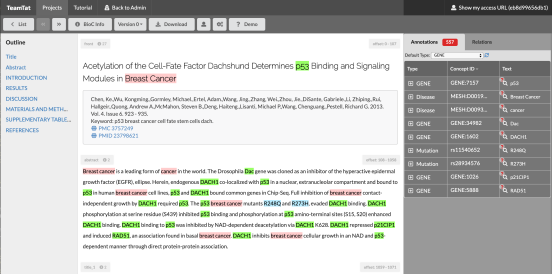 TeamTat Projects Tutorial Back to Admin Show my access URL (eb8d99656db1)
List BioC Info Version 0 Download Demo
Outline
Title
Abstract
INTRODUCTION
RESULTS
DISCUSSION
MATERIALS AND METH...
SUPPLEMENTARY TABLE...
REFERENCES
Acetylation of the Cell-Fate Factor Dachshund Determines p53 Binding and Signaling
Modules in Breast Cancer
Chen, Ke,Wu, Kongming,Gormley, Michael,Ertel, Adam,Wang, Jing,Zhang, Wei,Zhou, Jie,DiSante, Gabriele,Li, Zhiping,Rui,
Hallgeir,Quong, Andrew A,McMahon, Steven B,Deng, Haiteng,Lisanti, Michael P,Wang, Chenguang,Pestell, Richard G. 2013.
Vol. 4. Issue 6. 923 - 935.
Keyword: p53 breast cancer cell fate stem cells dach.
PMC 3757249
PMID 23798621
abstract
Breast cancer is a leading form of cancer in the world. The Drosophila Dac gene was cloned as an inhibitor of the hyperactive epidermal
growth factor (EGFR), ellipse. Herein, endogenous DACH1 co-localized with p53 in a nuclear, extranucleolar compartment and bound to
p53 in human breast cancer cell lines, p53 and DACH1 bound common genes in Chip-Seq. Full inhibition of breast cancer contact-
independent growth by DACH1 required p53. The p53 breast cancer mutants R248Q and R273H, evaded DACH1 binding. DACH1
phosphorylation at serine residue (S439) inhibited p53 binding and phosphorylation at p53 amino-terminal sites (S15, S20) enhanced
DACH1 binding. DACH1 binding to p53 was inhibited by NAD-dependent deacetylation via DACH1 K628. DACH1 repressed p21CIP1
and induced RAD51, an association found in basal breast cancer. DACH1 inhibits breast cancer cellular growth in an NAD and p53-
dependent manner through direct protein-protein association.
Annotations 557 Relations
Default Type: GENE
Type Concept ID Text
GENE GENE:7157 p53
Disease MESH:D0019... Breast Cancer
Disease MESH:D0093... cancer
GENE GENE:34982 Dac
GENE GENE:1602 DACH1
Mutation rs11540652 R248Q
Mutation rs28934576 R273H
GENE GENE:1026 p21CIP1
GENE GENE:5888 RAD51